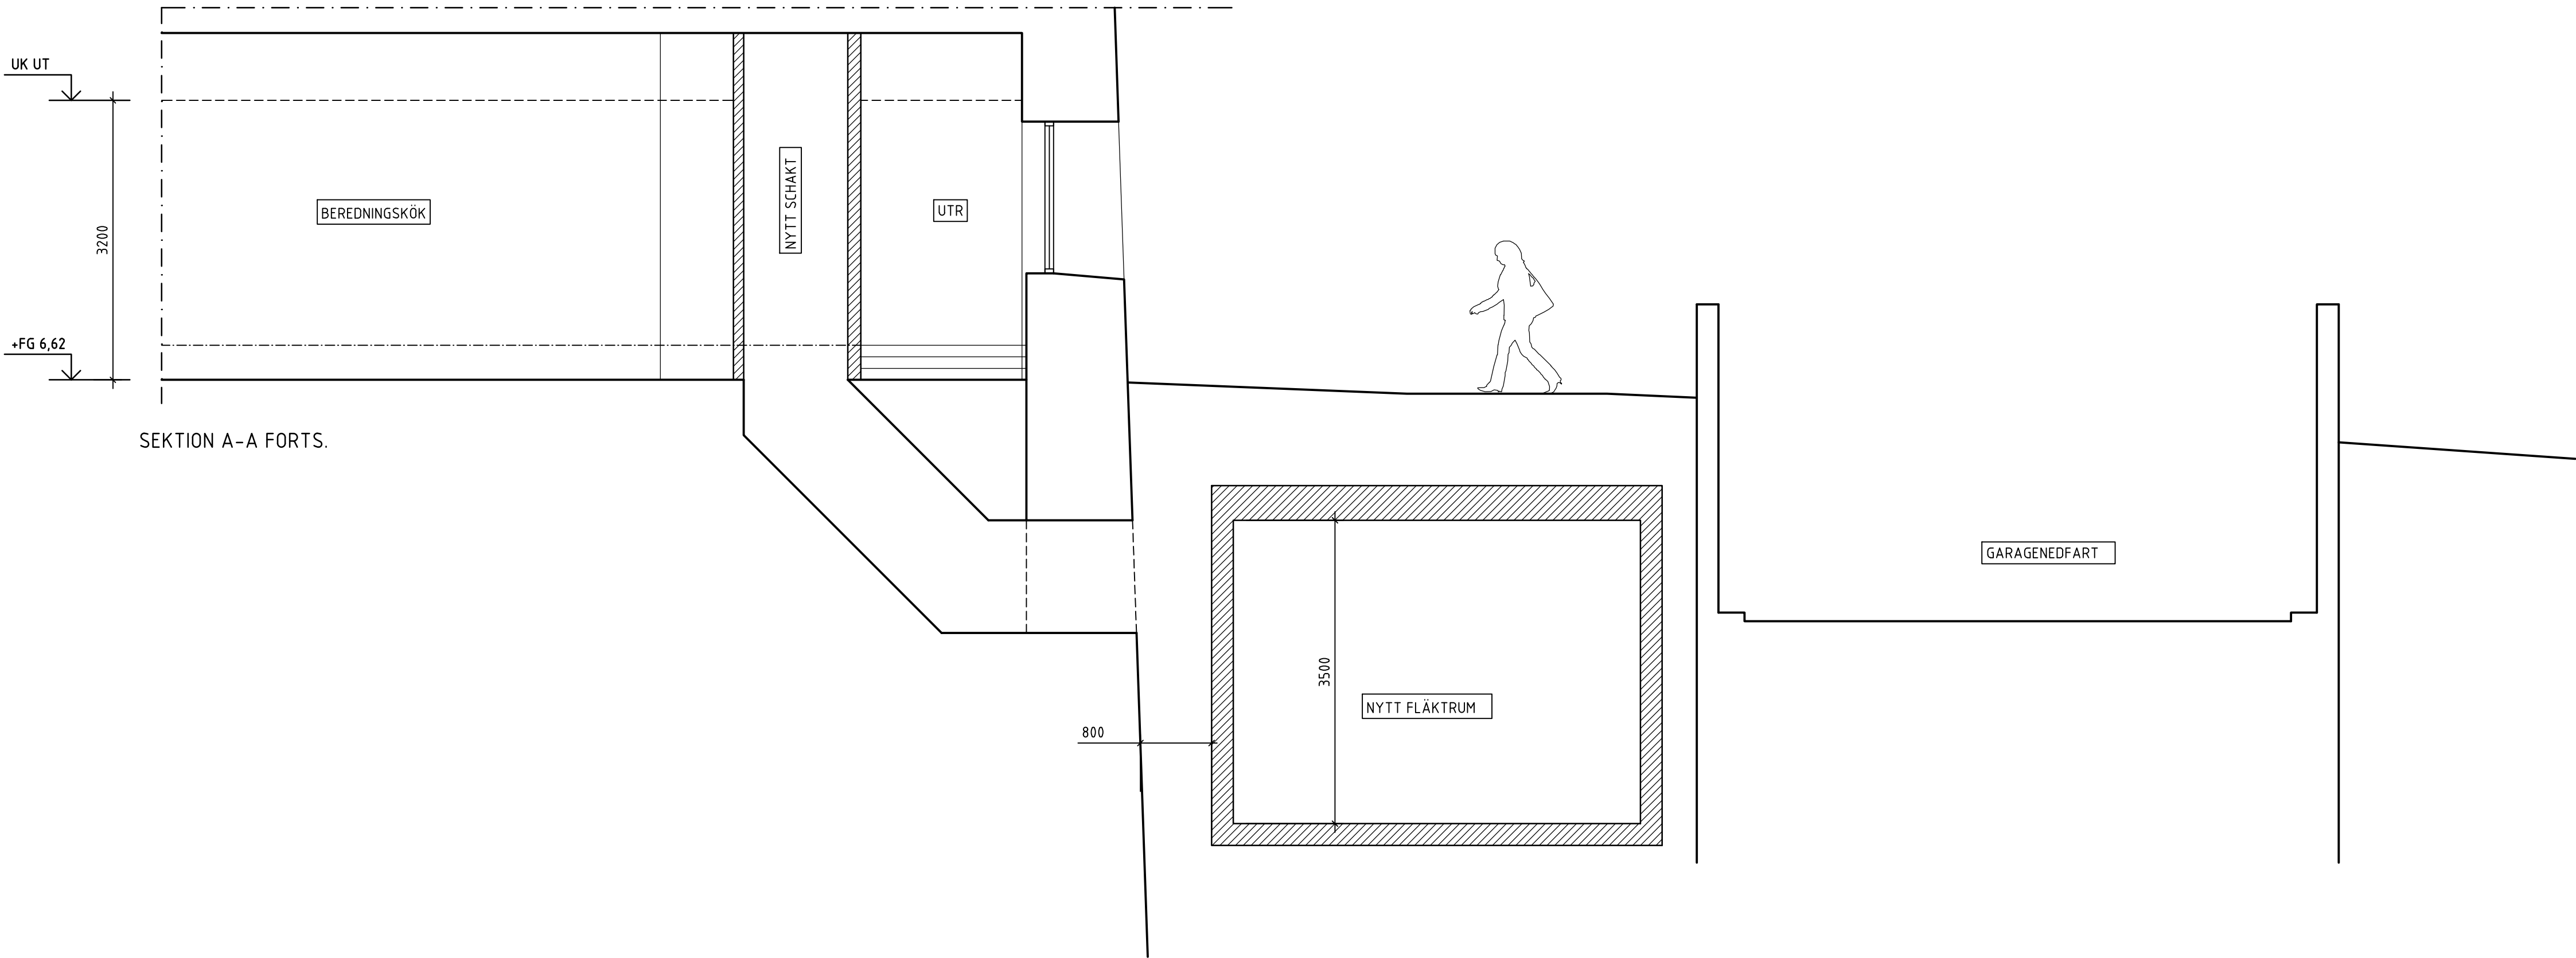 UK UT
NYTT SCHAKT
BEREDNINGSKÖK
UTR
3200
+FG 6,62
SEKTION A-A FORTS.
GARAGENEDFART
3500
NYTT FLÄKTRUM
800